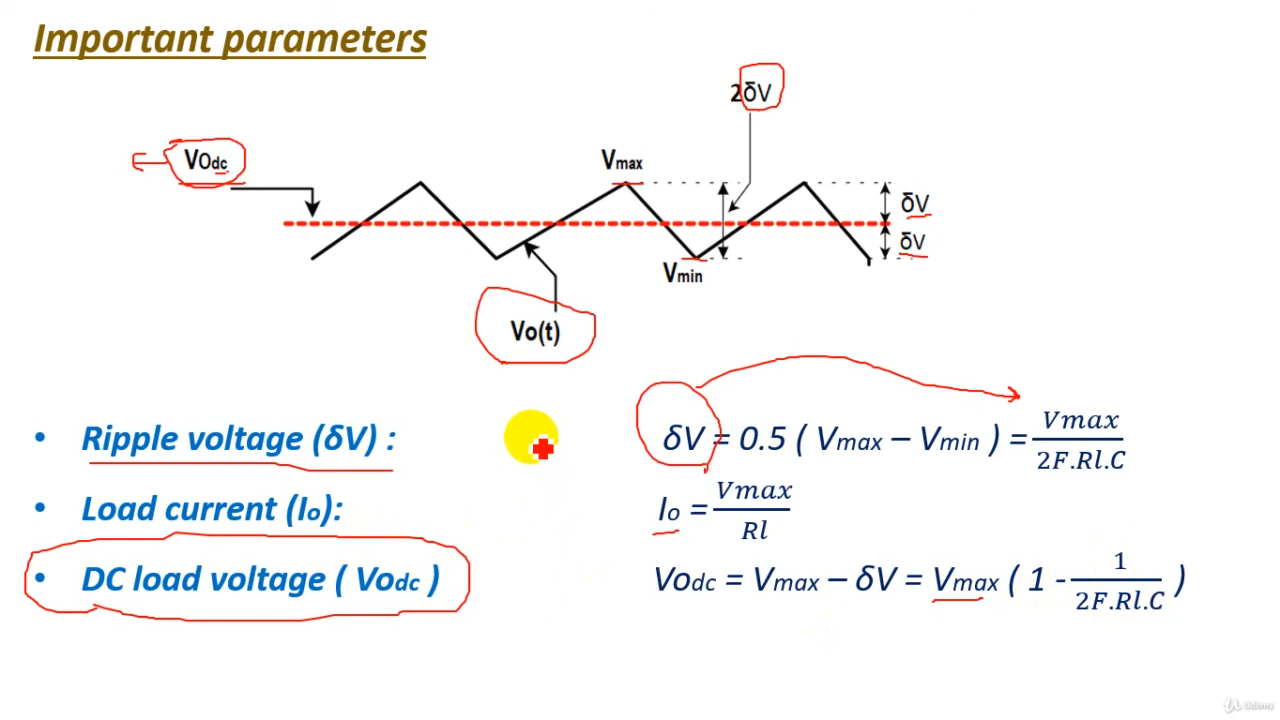 Important parameters
2δV
VOdc
Vmax
δV
δV
Vmin
Vo(t)
• Ripple voltage (δV) : δV = 0.5 ( Vmax – Vmin ) = Vmax / 2F.Rl.C
• Load current (Io): Io = Vmax / Rl
• DC load voltage ( Vodc ) Vodc = Vmax – δV = Vmax ( 1 - 1 / 2F.Rl.C )
Udemy